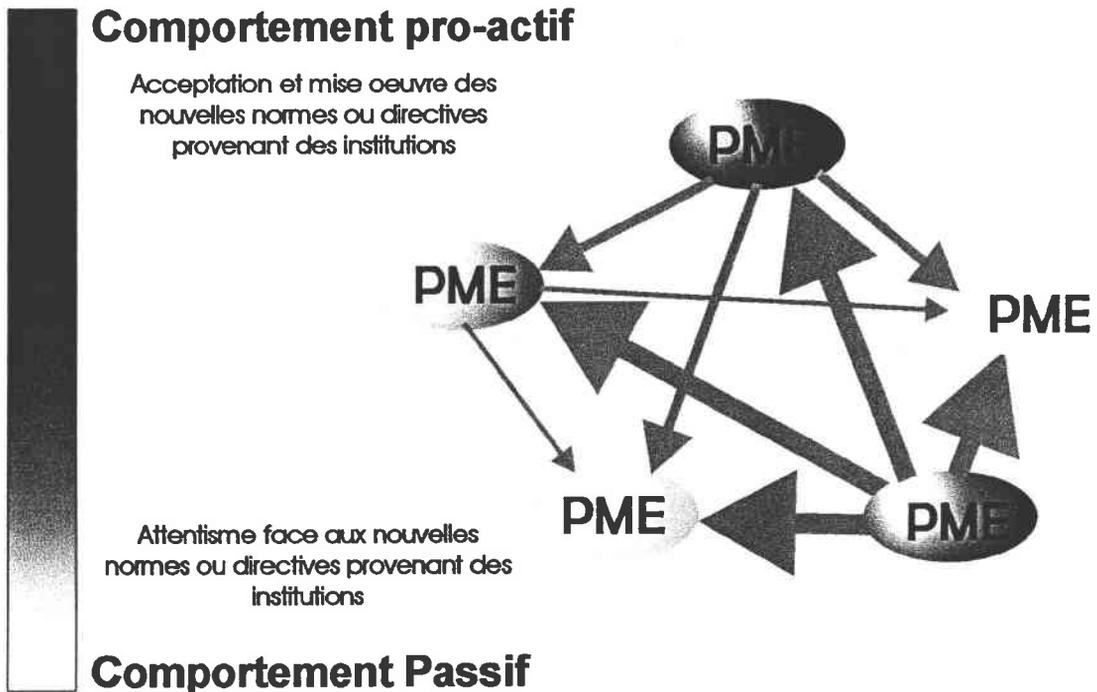 Comportement pro-actif
Acceptation et mise oeuvre des
nouvelles normes ou directives
provenant des institutions
PME
PME
PME
PME
PME
Attentisme face aux nouvelles
normes ou directives provenant des
institutions
Comportement Passif